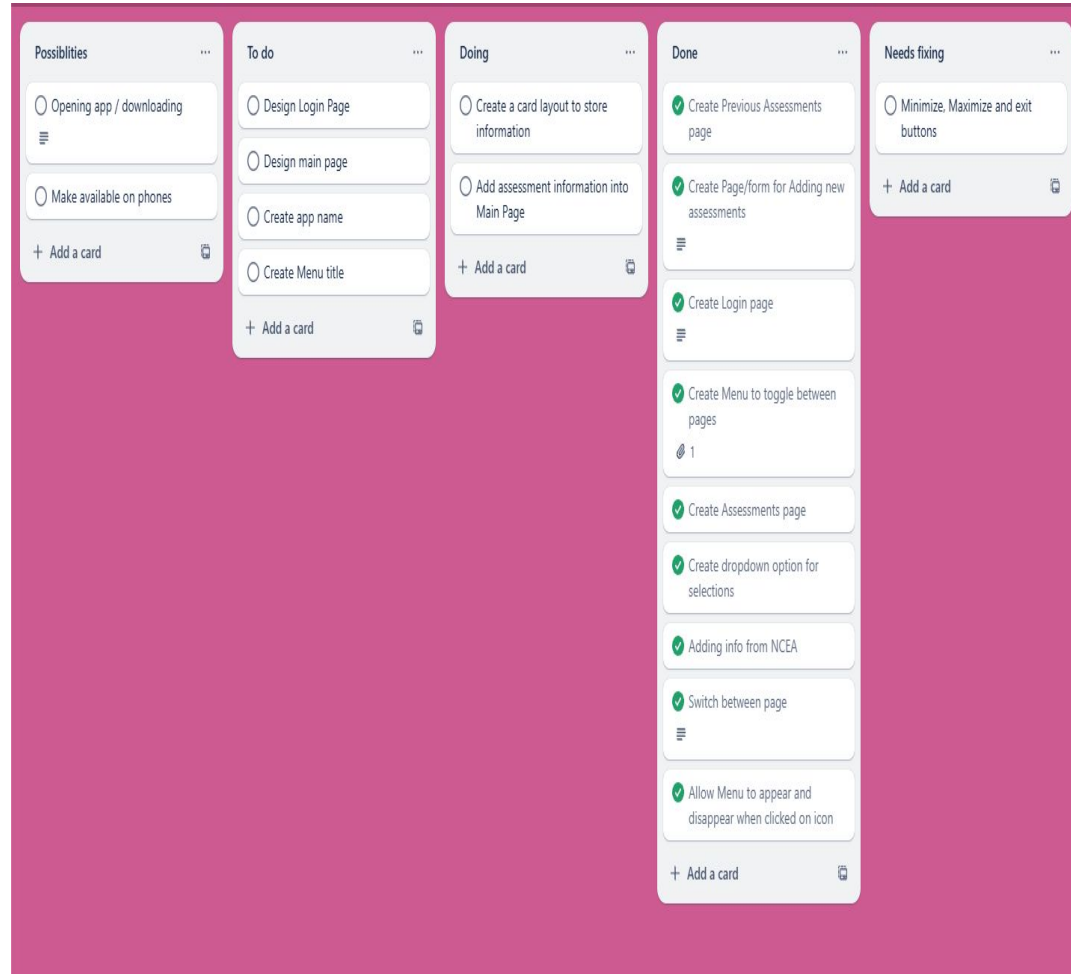 Possiblities
Opening app / downloading
Make available on phones
+ Add a card
To do
Design Login Page
Design main page
Create app name
Create Menu title
+ Add a card
Doing
Create a card layout to store
information
Add assessment information into
Main Page
+ Add a card
Done
Create Previous Assessments
page
Create Page/form for Adding new
assessments
Create Login page
Create Menu to toggle between
pages
1
Create Assessments page
Create dropdown option for
selections
Adding info from NCEA
Switch between page
Allow Menu to appear and
disappear when clicked on icon
+ Add a card
Needs fixing
Minimize, Maximize and exit
buttons
+ Add a card